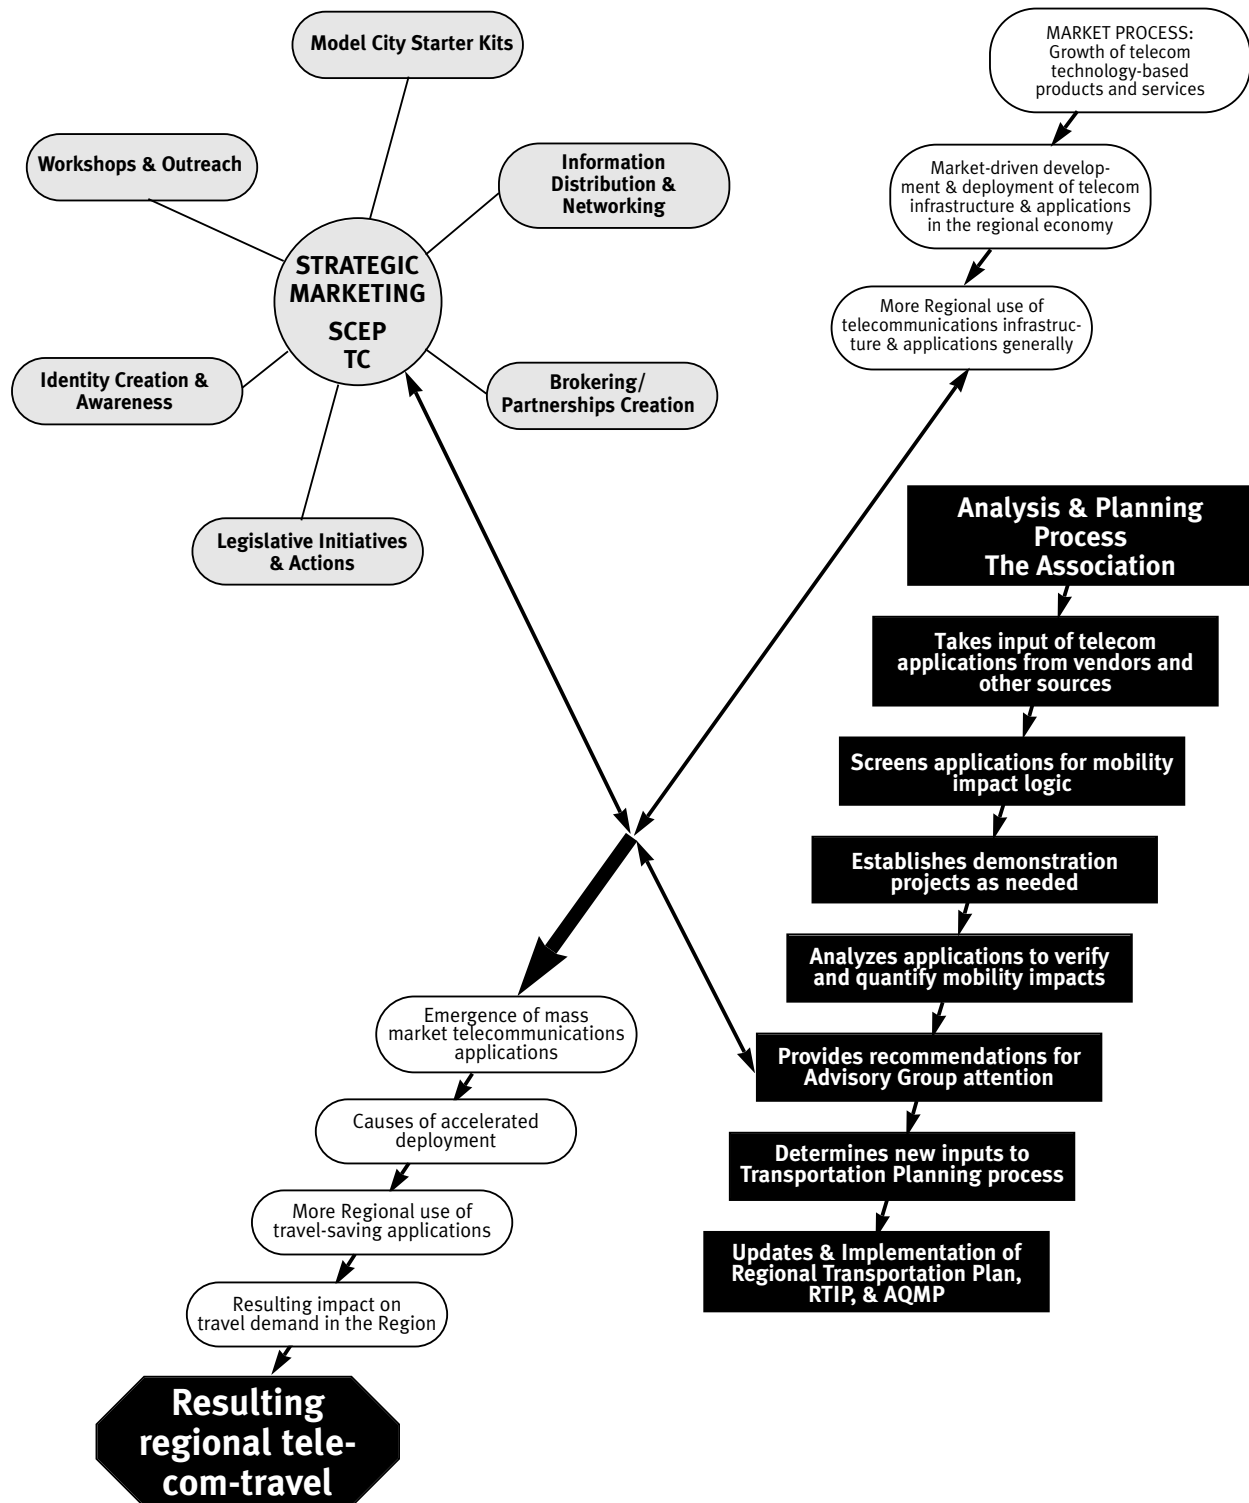 Model City Starter Kits
Workshops & Outreach
Information
Distribution &
Networking
STRATEGIC
MARKETING
SCEP
TC
Identity Creation &
Awareness
Brokering/
Partnerships Creation
Legislative Initiatives
& Actions
MARKET PROCESS:
Growth of telecom
technology-based
products and services
Market-driven develop-
ment & deployment of telecom
infrastructure & applications
in the regional economy
More Regional use of
telecommunications infrastruc-
ture & applications generally
Analysis & Planning
Process
The Association
Takes input of telecom
applications from vendors and
other sources
Screens applications for mobility
impact logic
Establishes demonstration
projects as needed
Analyzes applications to verify
and quantify mobility impacts
Provides recommendations for
Advisory Group attention
Determines new inputs to
Transportation Planning process
Updates & Implementation of
Regional Transportation Plan,
RTIP, & AQMP
Emergence of mass
market telecommunications
applications
Causes of accelerated
deployment
More Regional use of
travel-saving applications
Resulting impact on
travel demand in the Region
Resulting
regional tele-
com-travel